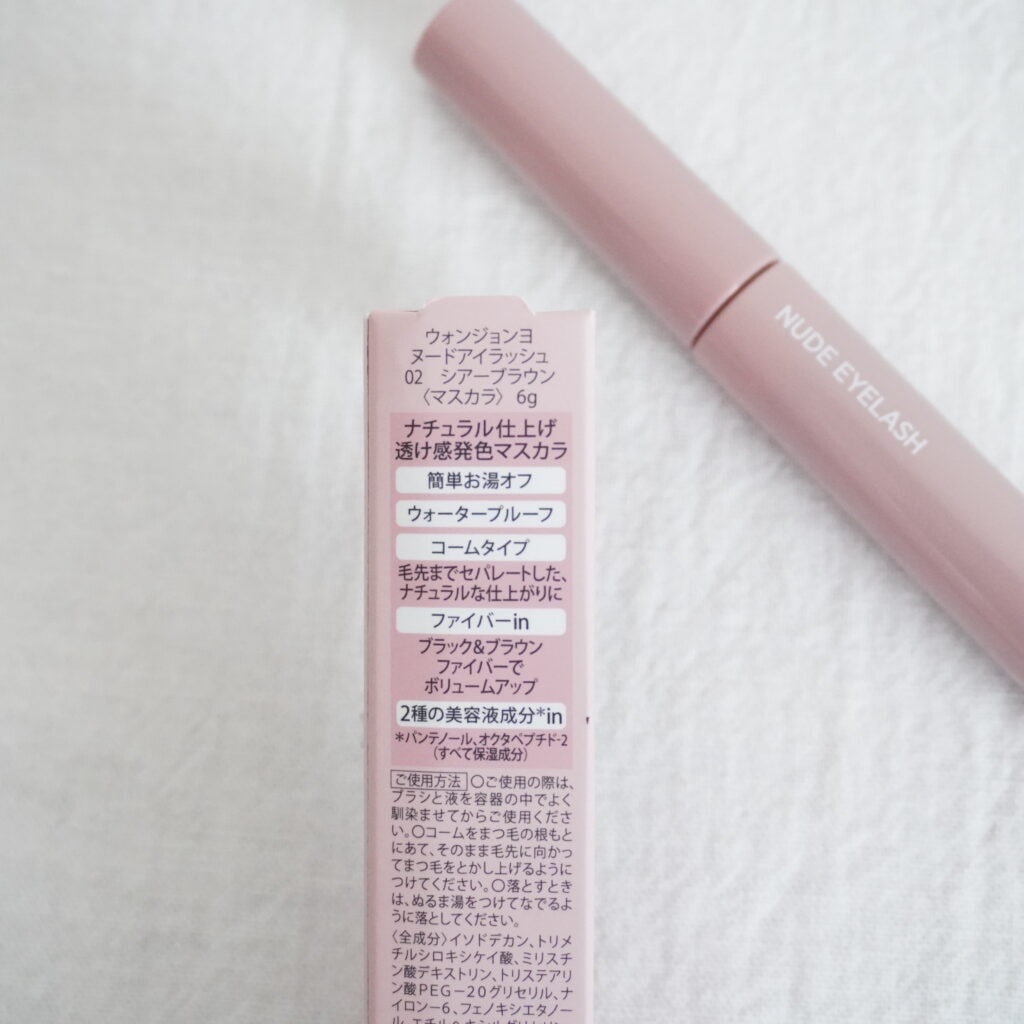 NUDE EYELASH
ウォンジョンヨ
ヌードアイラッシュ
02 シアーブラウン
〈マスカラ〉 6g
ナチュラル仕上げ
透け感発色マスカラ
簡単お湯オフ
ウォータープルーフ
コームタイプ
毛先までセパレートした、
ナチュラルな仕上がりに
ファイバーin
ブラック&ブラウン
ファイバーで
ボリュームアップ
2種の美容液成分*in
*パンテノール、オクタペプチド-2
(すべて保湿成分)
ご使用方法 〇ご使用の際は、
ブラシと液を容器の中でよく
馴染ませてからご使用くださ
い。〇コームをまつ毛の根もと
にあて、そのまま毛先に向かっ
てまつ毛をとかし上げるように
つけてください。〇落とすとき
は、ぬるま湯をつけてなでるよ
うに落としてください。
〈全成分〉イソドデカン、トリメ
チルシロキシケイ酸、ミリスチ
ン酸デキストリン、トリステアリ
ン酸PEG-20グリセリル、ナ
イロン-6、フェノキシエタノー